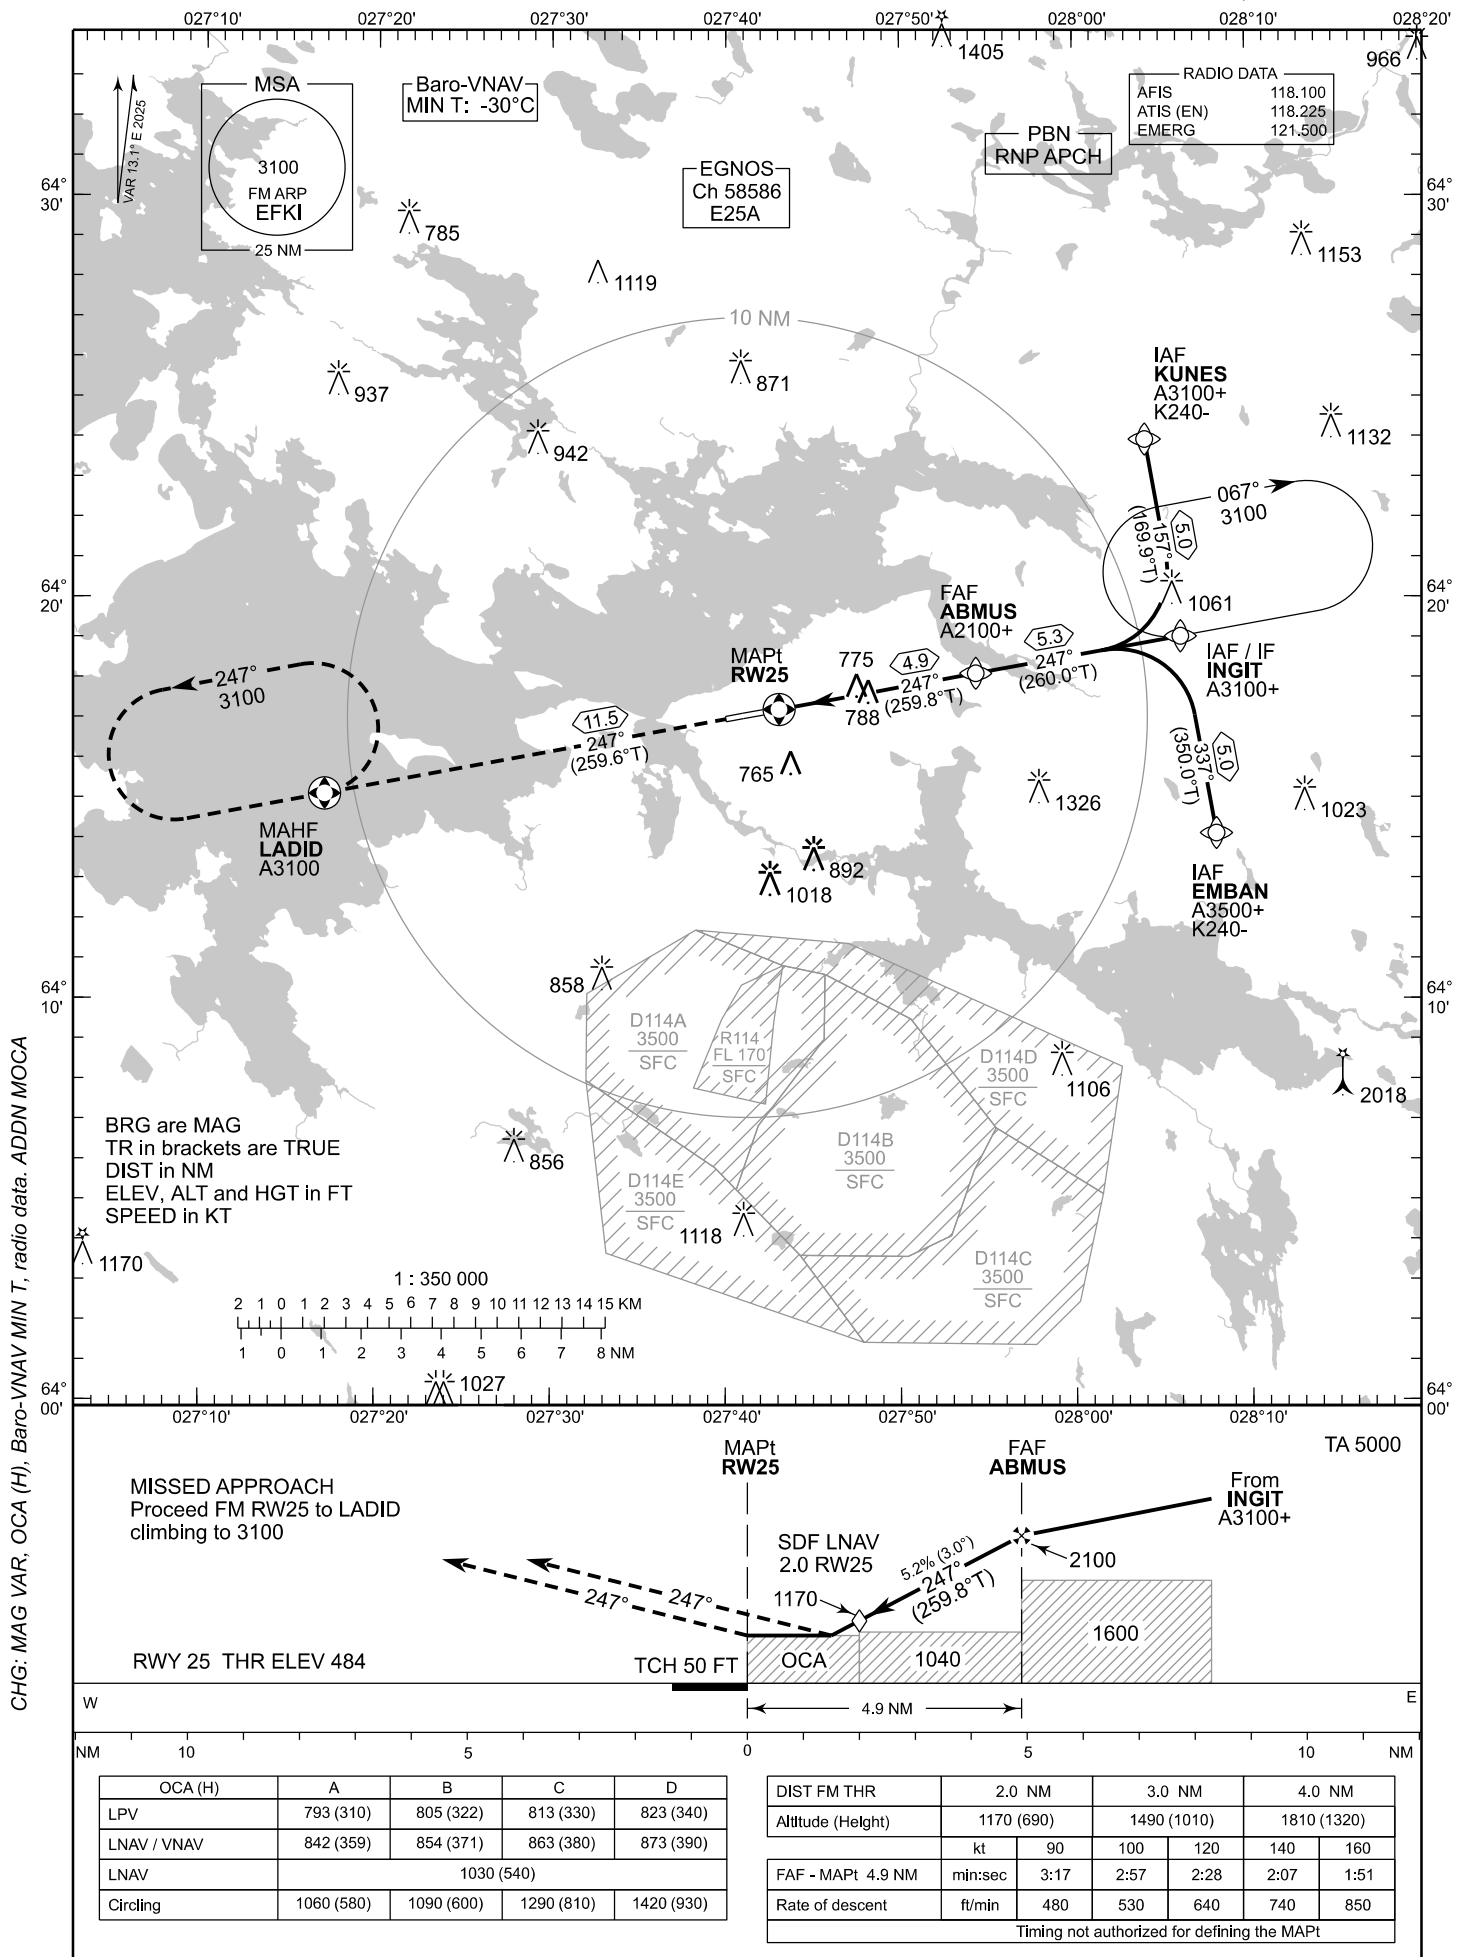 027°10'
027°20'
027°30'
027°40'
027°50'
028°00'
028°10'
028°20'
1405
966
VAR 13.1° E 2025
MSA
3100
FM ARP
EFKI
25 NM
Baro-VNAV
MIN T: -30°C
EGNOS
Ch 58586
E25A
PBN
RNP APCH
RADIO DATA
AFIS 118.100
ATIS (EN) 118.225
EMERG 121.500
64°
30'
64°
30'
785
1119
1153
10 NM
937
871
942
1132
IAF
KUNES
A3100+
K240-
067°
3100
5.0
157°
(169.9°T)
1061
64°
20'
64°
20'
FAF
ABMUS
A2100+
5.3
247°
(260.0°T)
IAF / IF
INGIT
A3100+
MAPt
RW25
775
788
4.9
247°
(259.8°T)
247°
3100
11.5
247°
(259.6°T)
765
1326
5.0
337°
(350.0°T)
1023
MAHF
LADID
A3100
892
1018
IAF
EMBAN
A3500+
K240-
858
64°
10'
64°
10'
D114A
3500
SFC
R114
FL 170
SFC
D114D
3500
SFC
1106
2018
D114B
3500
SFC
D114E
3500
SFC
1118
D114C
3500
SFC
856
1170
BRG are MAG
TR in brackets are TRUE
DIST in NM
ELEV, ALT and HGT in FT
SPEED in KT
1 : 350 000
2 1 0 1 2 3 4 5 6 7 8 9 10 11 12 13 14 15 KM
1 0 1 2 3 4 5 6 7 8 NM
1027
64°
00'
64°
00'
027°10'
027°20'
027°30'
027°40'
027°50'
028°00'
028°10'
CHG: MAG VAR, OCA (H), Baro-VNAV MIN T, radio data. ADDN MOCA
MISSED APPROACH
Proceed FM RW25 to LADID
climbing to 3100
MAPt
RW25
FAF
ABMUS
TA 5000
From
INGIT
A3100+
SDF LNAV
2.0 RW25
5.2% (3.0°)
247°
(259.8°T)
2100
1170
247°
247°
OCA
1040
1600
RWY 25 THR ELEV 484
TCH 50 FT
W
E
4.9 NM
NM 10 5 0 5 10 NM
OCA (H) A B C D
LPV 793 (310) 805 (322) 813 (330) 823 (340)
LNAV / VNAV 842 (359) 854 (371) 863 (380) 873 (390)
LNAV 1030 (540)
Circling 1060 (580) 1090 (600) 1290 (810) 1420 (930)
DIST FM THR 2.0 NM 3.0 NM 4.0 NM
Altitude (Height) 1170 (690) 1490 (1010) 1810 (1320)
kt 90 100 120 140 160
FAF - MAPt 4.9 NM min:sec 3:17 2:57 2:28 2:07 1:51
Rate of descent ft/min 480 530 640 740 850
Timing not authorized for defining the MAPt